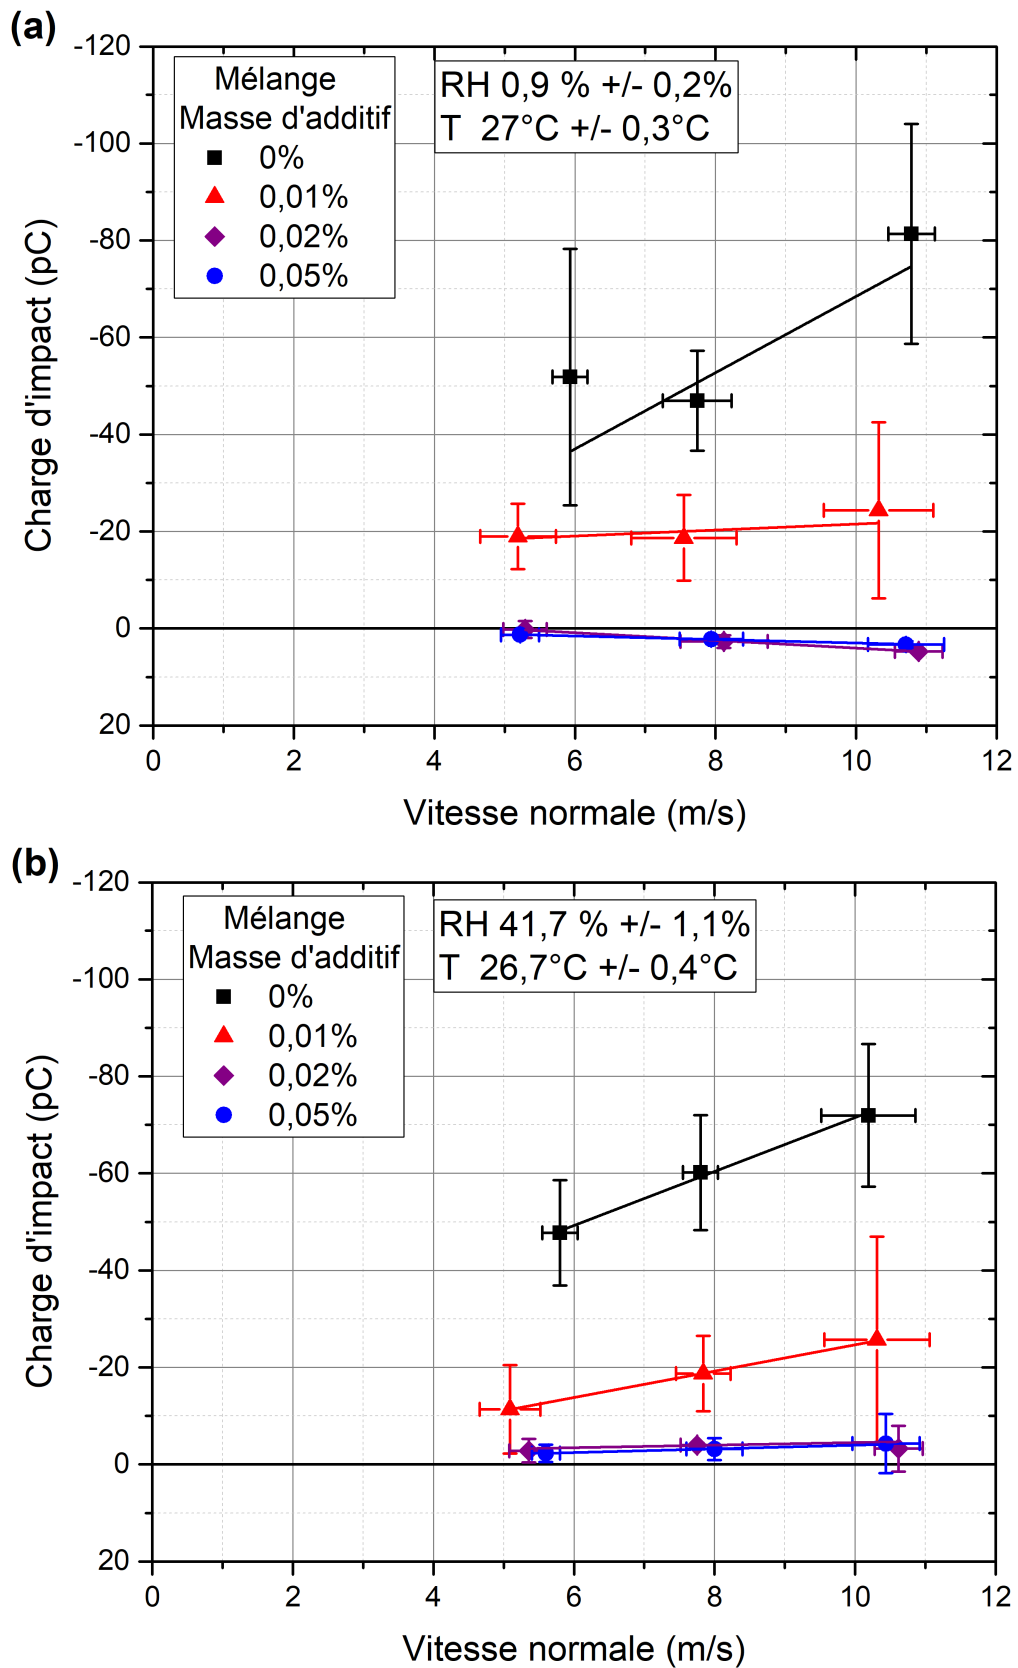 (a)
-120
-100
-80
-60
-40
-20
0
20
Charge d'impact (pC)
Mélange
Masse d'additif
0%
0,01%
0,02%
0,05%
RH 0,9 % +/- 0,2%
T 27°C +/- 0,3°C
0 2 4 6 8 10 12
Vitesse normale (m/s)
(b)
-120
-100
-80
-60
-40
-20
0
20
Charge d'impact (pC)
Mélange
Masse d'additif
0%
0,01%
0,02%
0,05%
RH 41,7 % +/- 1,1%
T 26,7°C +/- 0,4°C
0 2 4 6 8 10 12
Vitesse normale (m/s)